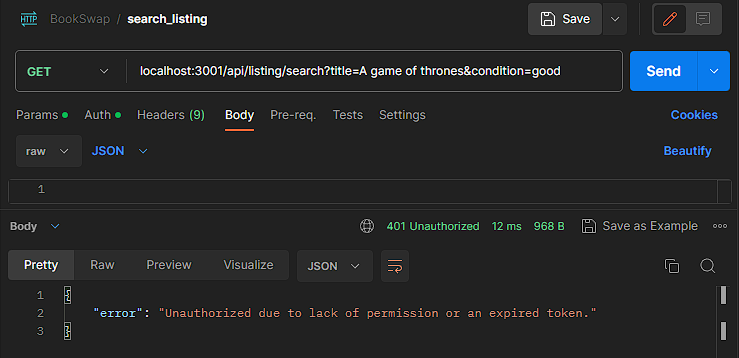 HTTP BookSwap / search_listing Save
GET localhost:3001/api/listing/search?title=A game of thrones&condition=good Send
Params Auth Headers (9) Body Pre-req. Tests Settings Cookies
raw JSON Beautify
1
Body 401 Unauthorized 12 ms 968 B Save as Example
Pretty Raw Preview Visualize JSON
1 {
2 "error": "Unauthorized due to lack of permission or an expired token."
3 }